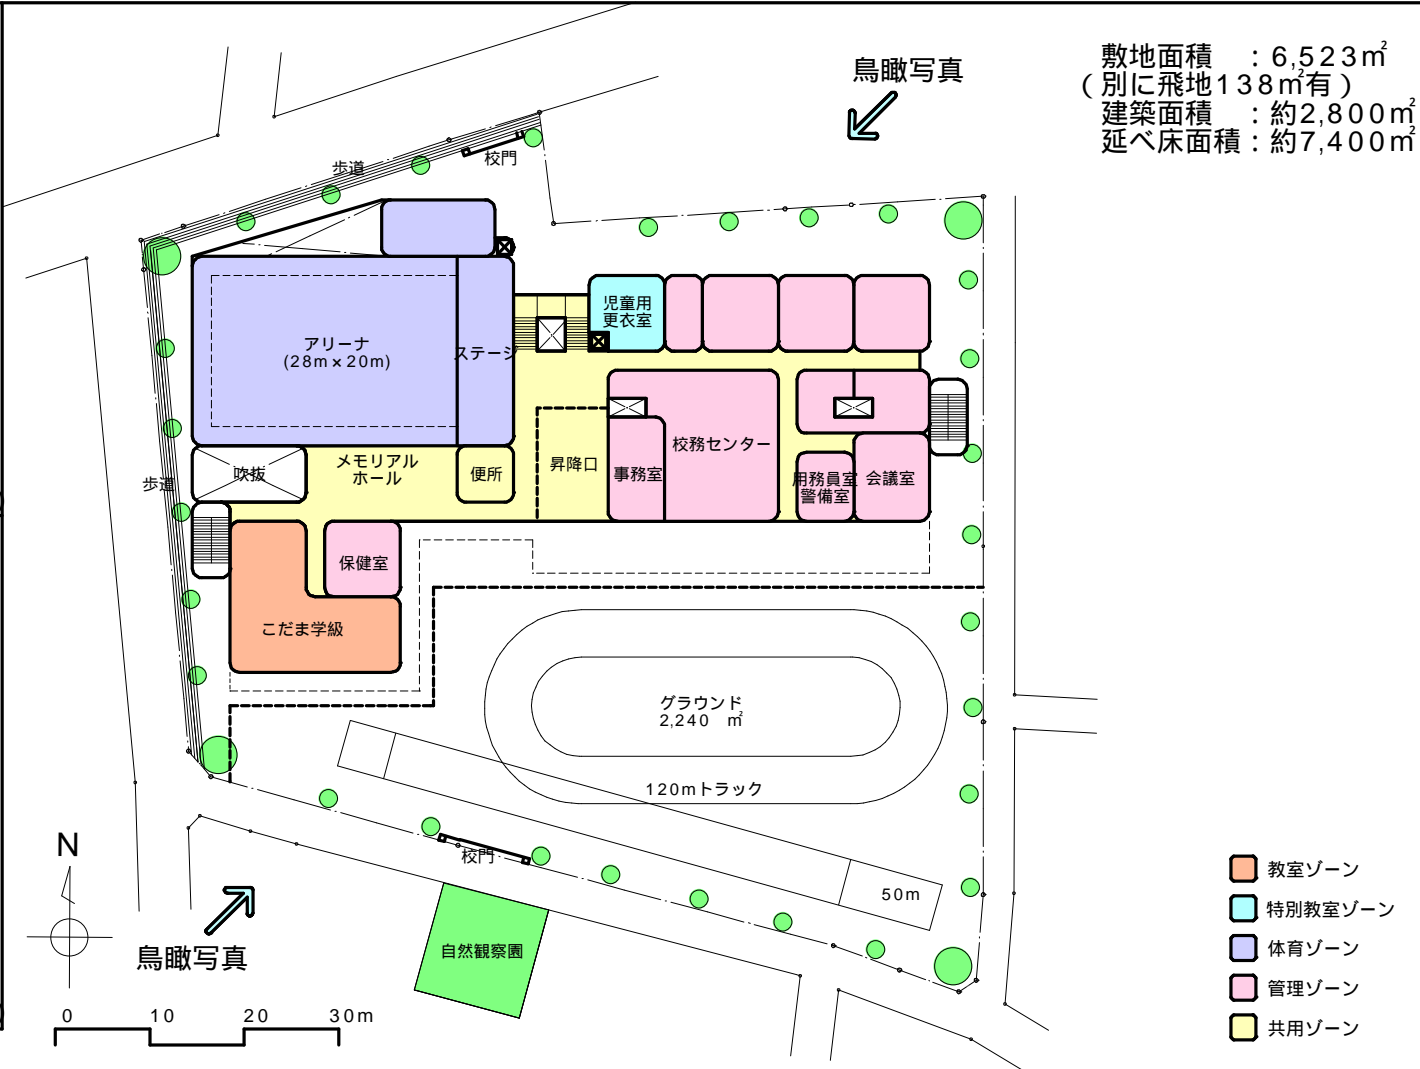 敷地面積 : 6,523㎡
(別に飛地138㎡有)
建築面積 : 約2,800㎡
延べ床面積 : 約7,400㎡
鳥瞰写真
校門
歩道
児童用
更衣室
アリーナ
(28m×20m)
ステージ
校務センター
メモリアル
ホール
昇降口
便所
吹抜
事務室
用務員室
警備室
会議室
歩道
保健室
こだま学級
グラウンド
2,240 ㎡
120mトラック
校門
50m
N
鳥瞰写真
自然観察園
0 10 20 30m
教室ゾーン
特別教室ゾーン
体育ゾーン
管理ゾーン
共用ゾーン